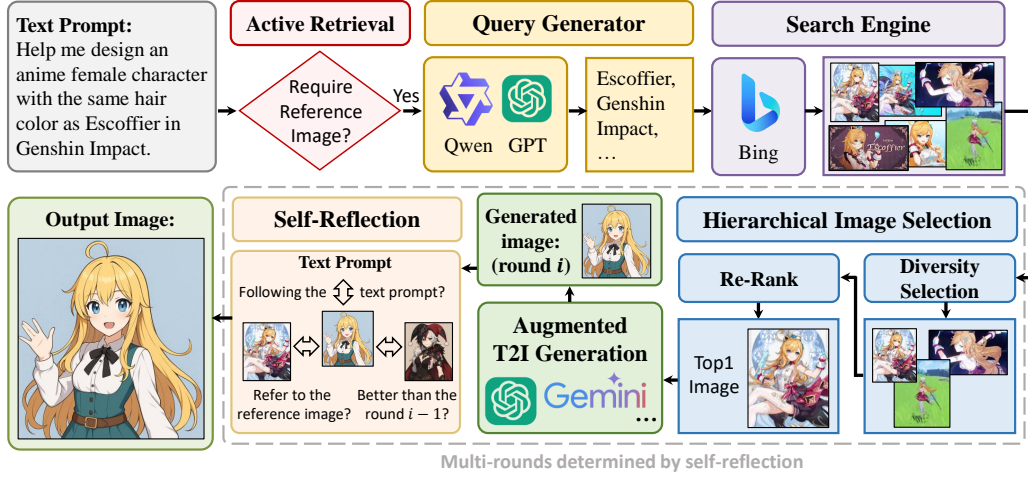 Text Prompt:
Help me design an
anime female character
with the same hair
color as Escoffier in
Genshin Impact.
Active Retrieval
Require
Reference
Image?
Yes
Query Generator
Qwen
GPT
Escoffier,
Genshin
Impact,
…
Search Engine
Bing
Escoffier
Output Image:
Self-Reflection
Text Prompt
Following the text prompt?
Refer to the
reference image?
Better than the
round i − 1?
Generated
image:
(round i)
Augmented
T2I Generation
Gemini
...
Hierarchical Image Selection
Re-Rank
Top1
Image
Diversity
Selection
Multi-rounds determined by self-reflection